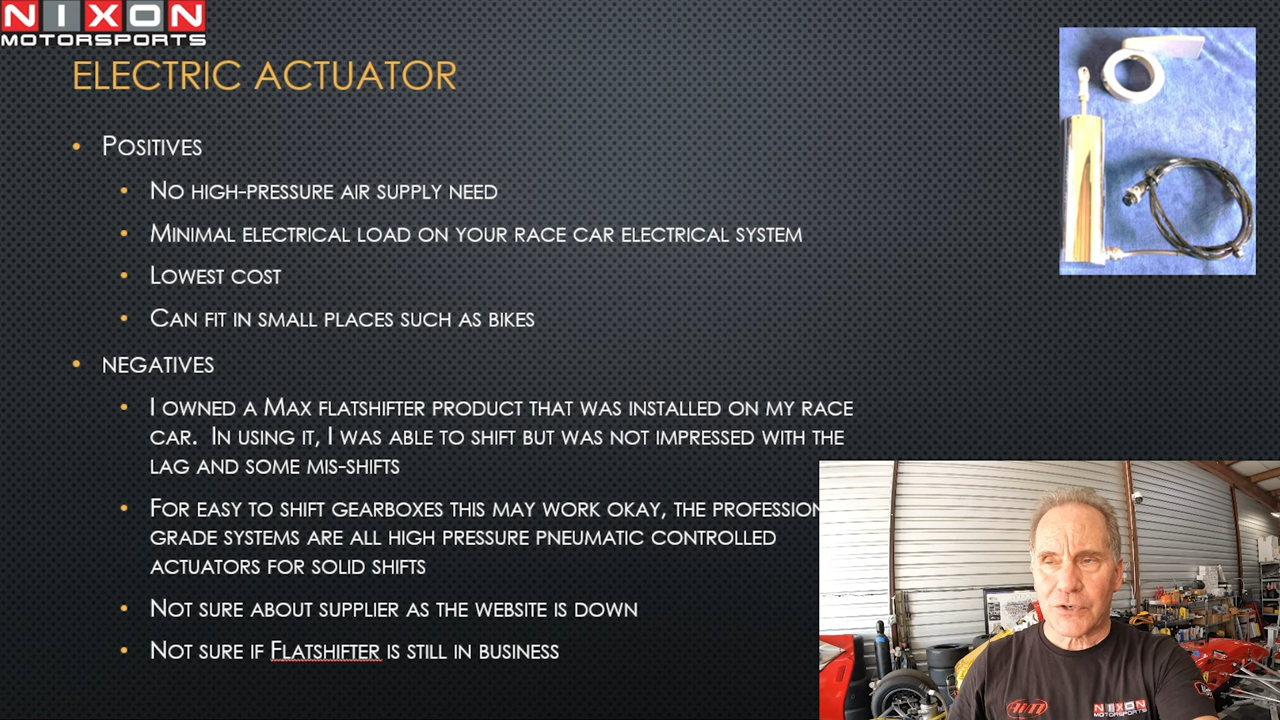 NIXON
MOTORSPORTS
ELECTRIC ACTUATOR
• POSITIVES
• NO HIGH-PRESSURE AIR SUPPLY NEED
• MINIMAL ELECTRICAL LOAD ON YOUR RACE CAR ELECTRICAL SYSTEM
• LOWEST COST
• CAN FIT IN SMALL PLACES SUCH AS BIKES
• NEGATIVES
• I OWNED A MAX FLATSHIFTER PRODUCT THAT WAS INSTALLED ON MY RACE
CAR. IN USING IT, I WAS ABLE TO SHIFT BUT WAS NOT IMPRESSED WITH THE
LAG AND SOME MIS-SHIFTS
• FOR EASY TO SHIFT GEARBOXES THIS MAY WORK OKAY, THE PROFESSION
GRADE SYSTEMS ARE ALL HIGH PRESSURE PNEUMATIC CONTROLLED
ACTUATORS FOR SOLID SHIFTS
• NOT SURE ABOUT SUPPLIER AS THE WEBSITE IS DOWN
• NOT SURE IF FLATSHIFTER IS STILL IN BUSINESS
AiM
NIXON
MOTORSPORTS